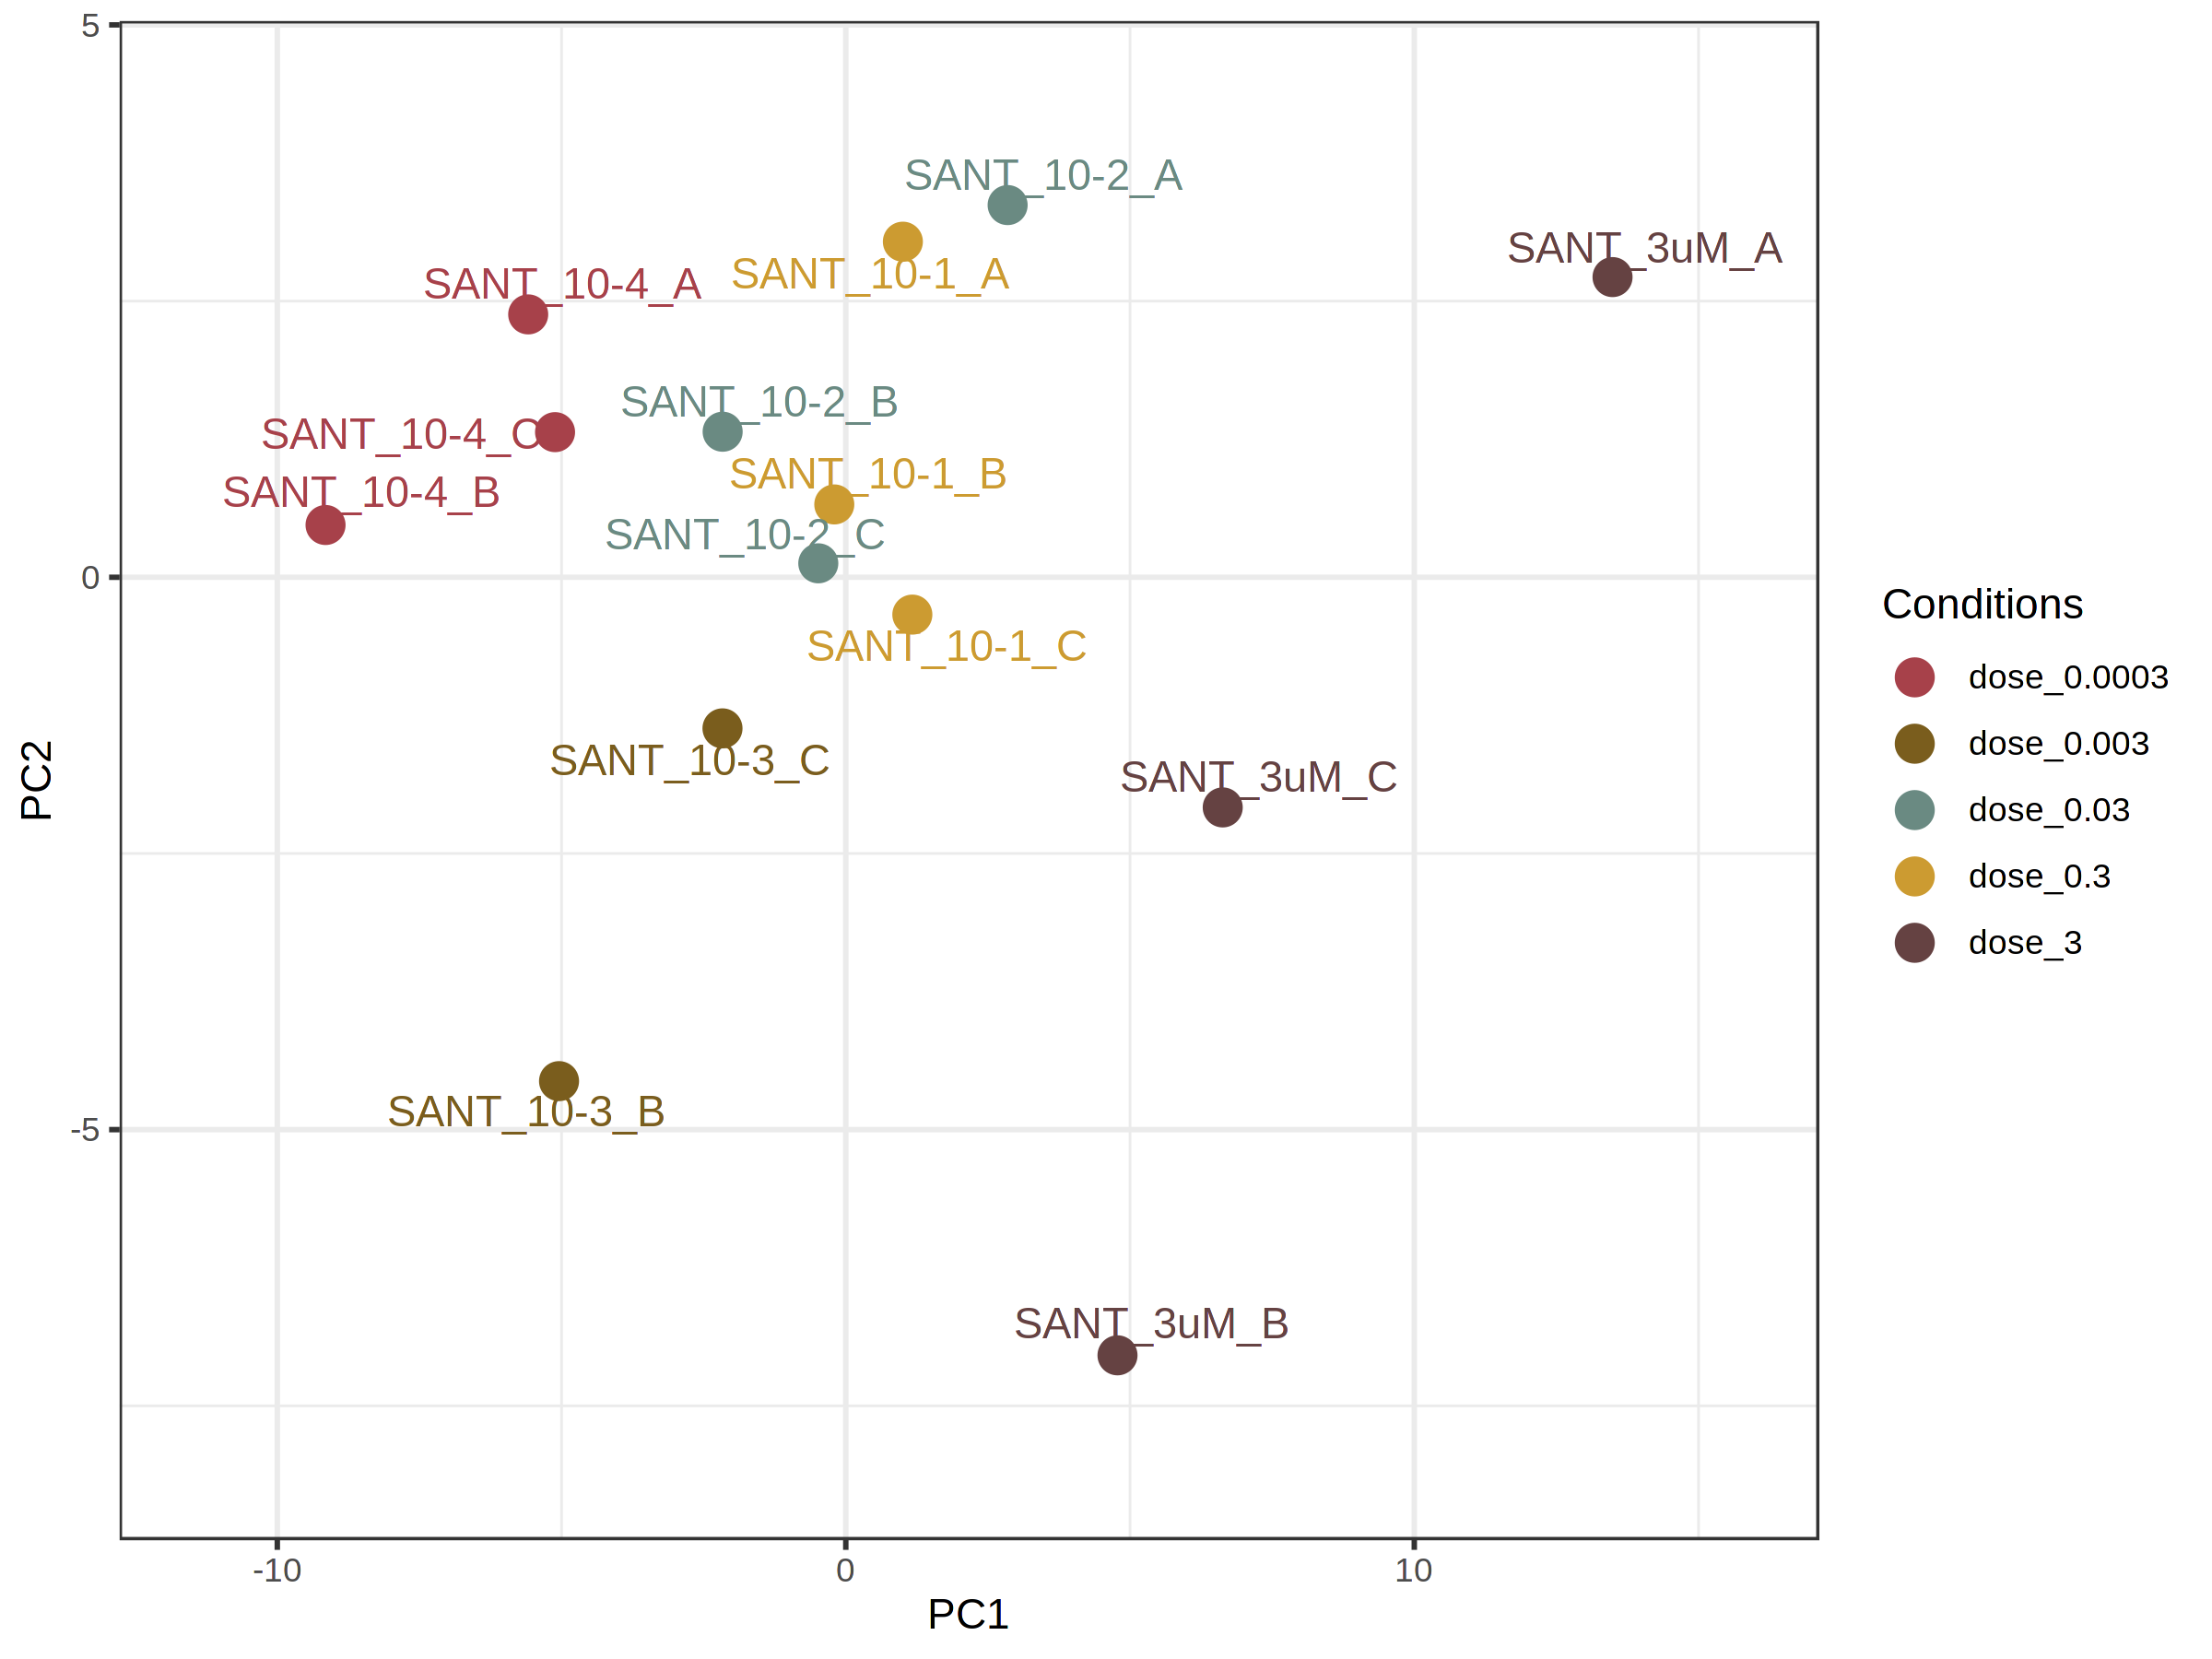 5
SANT_10-2_A
SANT_3uM_A
SANT_10-1_A
SANT_10-4_A
SANT_10-2_B
SANT_10-4_C
SANT_10-1_B
SANT_10-4_B
SANT_10-2_C
0
SANT_10-1_C
SANT_10-3_C
SANT_3uM_C
SANT_10-3_B
-5
SANT_3uM_B
-10
0
10
PC1
PC2
Conditions
dose_0.0003
dose_0.003
dose_0.03
dose_0.3
dose_3